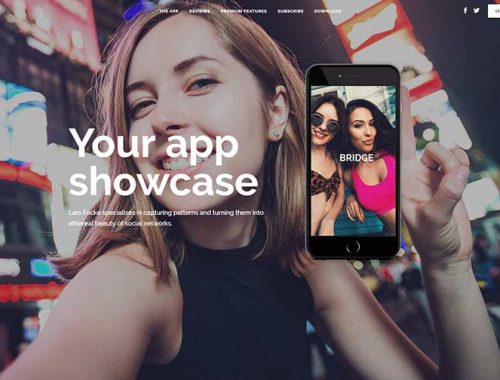 THE APP REVIEWS PREMIUM FEATURES SUBSCRIBE DOWNLOAD
Your app
showcase
BRIDGE
Lars Focke specialises in capturing patterns and turning them into
ethereal beauty of social networks.